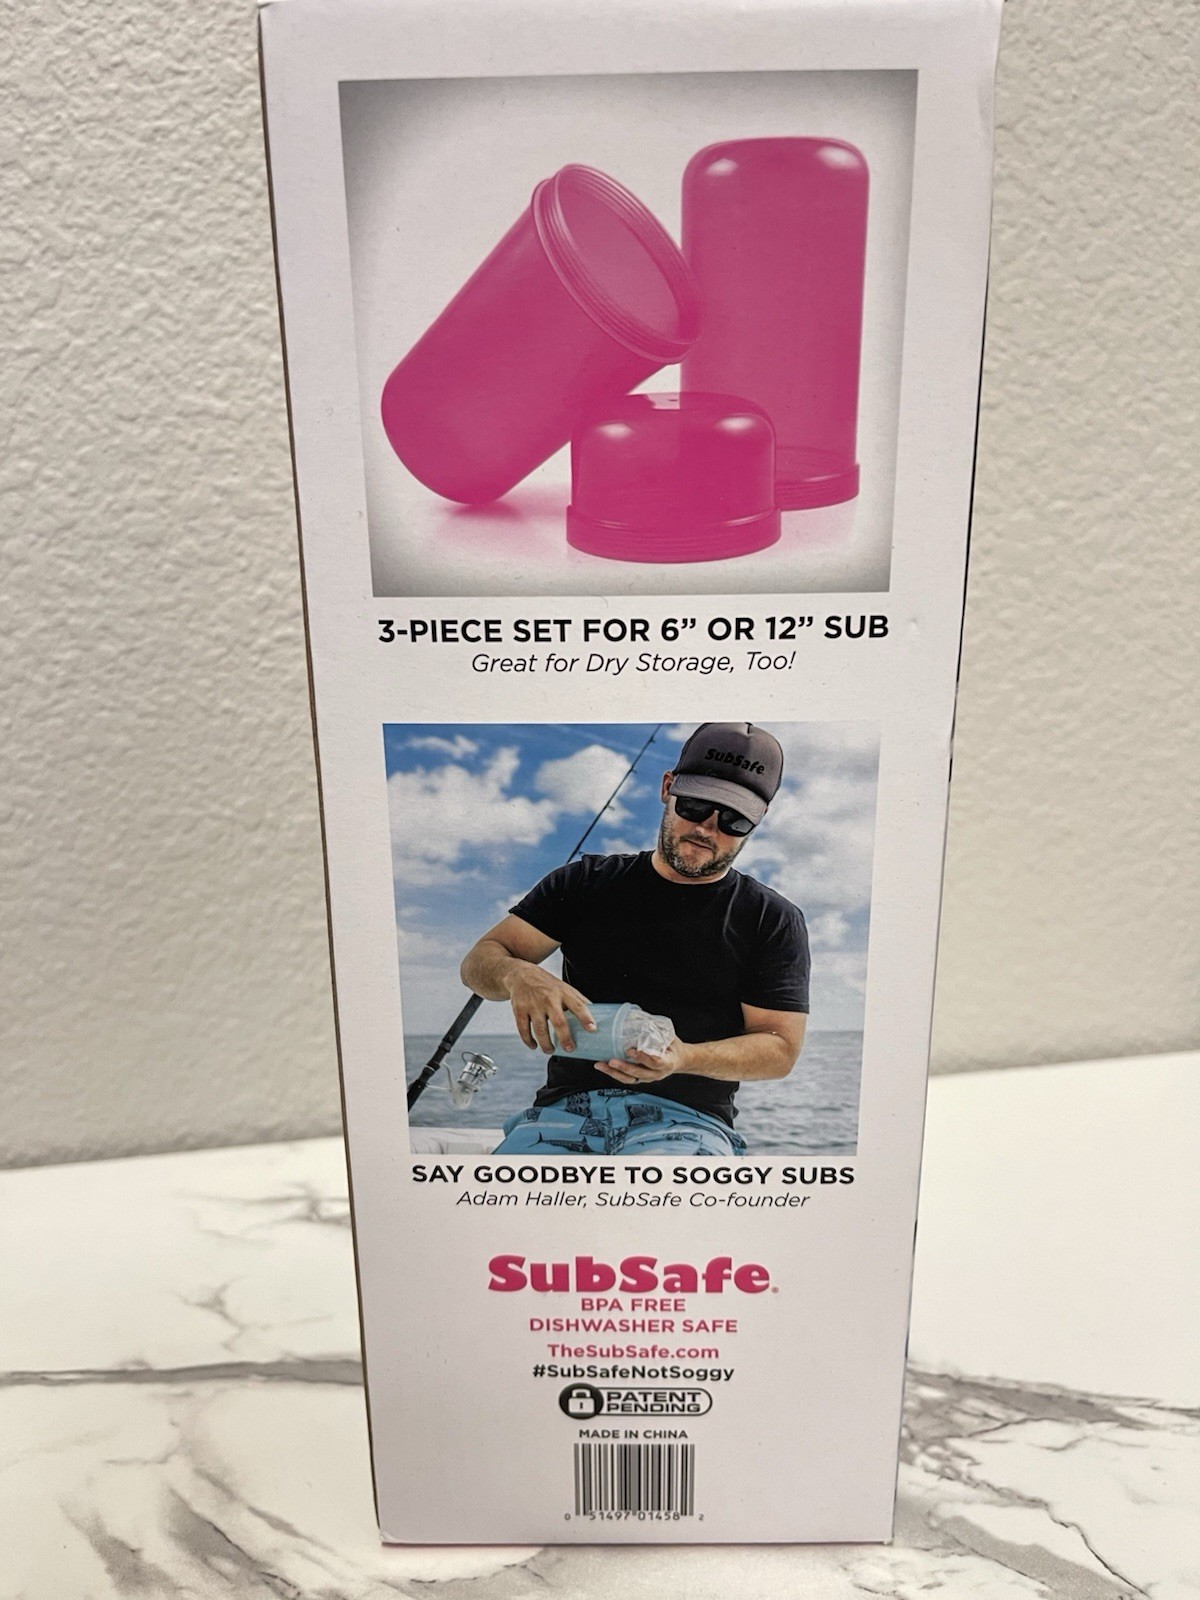 3-PIECE SET FOR 6” OR 12” SUB
Great for Dry Storage, Too!
SubSafe
SAY GOODBYE TO SOGGY SUBS
Adam Haller, SubSafe Co-founder
SubSafe®
BPA FREE
DISHWASHER SAFE
TheSubSafe.com
#SubSafeNotSoggy
PATENT
PENDING
MADE IN CHINA
0 51497 01458 2